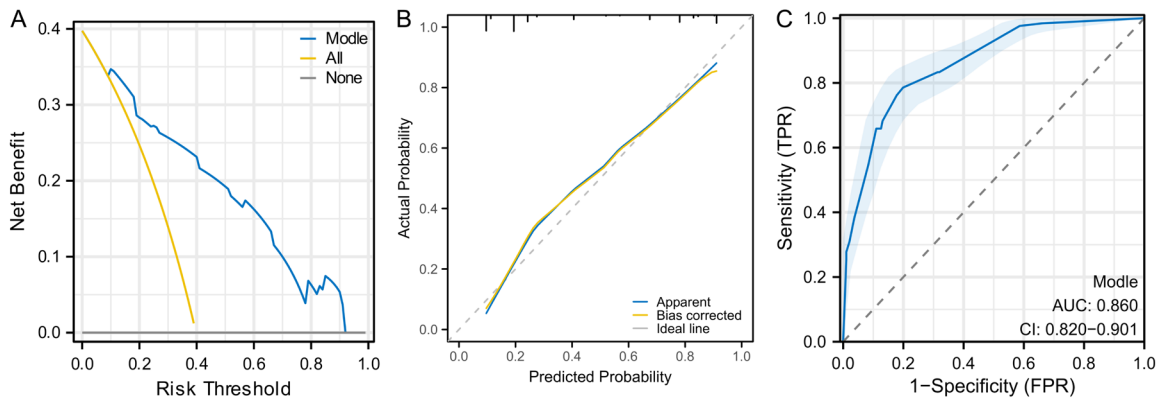 A
Net Benefit
0.4
0.3
0.2
0.1
0.0
Modle
All
None
0.0 0.2 0.4 0.6 0.8 1.0
Risk Threshold
B
Actual Probability
1.0
0.8
0.6
0.4
0.2
0.0
Apparent
Bias corrected
Ideal line
0.0 0.2 0.4 0.6 0.8 1.0
Predicted Probability
C
Sensitivity (TPR)
1.0
0.8
0.6
0.4
0.2
0.0
Modle
AUC: 0.860
CI: 0.820−0.901
0.0 0.2 0.4 0.6 0.8 1.0
1−Specificity (FPR)